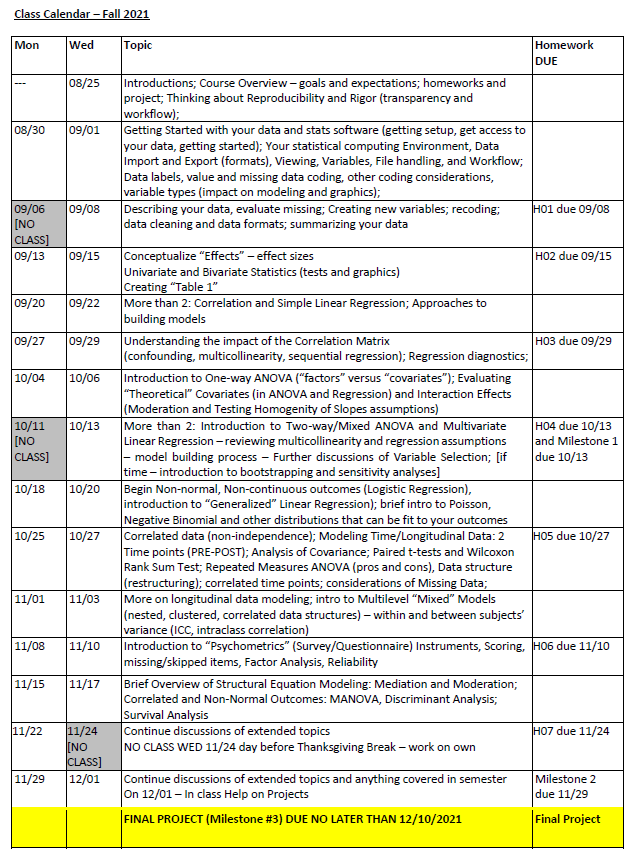 Class Calendar – Fall 2021
Mon Wed Topic Homework DUE
--- 08/25 Introductions; Course Overview – goals and expectations; homeworks and
project; Thinking about Reproducibility and Rigor (transparency and
workflow);
08/30 09/01 Getting Started with your data and stats software (getting setup, get access to
your data, getting started); Your statistical computing Environment, Data
Import and Export (formats), Viewing, Variables, File handling, and Workflow;
Data labels, value and missing data coding, other coding considerations,
variable types (impact on modeling and graphics);
09/06 [NO CLASS] 09/08 Describing your data, evaluate missing; Creating new variables; recoding; H01 due 09/08
data cleaning and data formats; summarizing your data
09/13 09/15 Conceptualize “Effects” – effect sizes H02 due 09/15
Univariate and Bivariate Statistics (tests and graphics)
Creating “Table 1”
09/20 09/22 More than 2: Correlation and Simple Linear Regression; Approaches to
building models
09/27 09/29 Understanding the impact of the Correlation Matrix H03 due 09/29
(confounding, multicollinearity, sequential regression); Regression diagnostics;
10/04 10/06 Introduction to One-way ANOVA (“factors” versus “covariates”); Evaluating
“Theoretical” Covariates (in ANOVA and Regression) and Interaction Effects
(Moderation and Testing Homogenity of Slopes assumptions)
10/11 [NO CLASS] 10/13 More than 2: Introduction to Two-way/Mixed ANOVA and Multivariate H04 due 10/13
Linear Regression – reviewing multicollinearity and regression assumptions and Milestone 1
– model building process – Further discussions of Variable Selection; [if due 10/13
time – introduction to bootstrapping and sensitivity analyses]
10/18 10/20 Begin Non-normal, Non-continuous outcomes (Logistic Regression),
introduction to “Generalized” Linear Regression); brief intro to Poisson,
Negative Binomial and other distributions that can be fit to your outcomes
10/25 10/27 Correlated data (non-independence); Modeling Time/Longitudinal Data: 2 H05 due 10/27
Time points (PRE-POST); Analysis of Covariance; Paired t-tests and Wilcoxon
Rank Sum Test; Repeated Measures ANOVA (pros and cons), Data structure
(restructuring); correlated time points; considerations of Missing Data;
11/01 11/03 More on longitudinal data modeling; intro to Multilevel “Mixed” Models
(nested, clustered, correlated data structures) – within and between subjects’
variance (ICC, intraclass correlation)
11/08 11/10 Introduction to “Psychometrics” (Survey/Questionnaire) Instruments, Scoring, H06 due 11/10
missing/skipped items, Factor Analysis, Reliability
11/15 11/17 Brief Overview of Structural Equation Modeling: Mediation and Moderation;
Correlated and Non-Normal Outcomes: MANOVA, Discriminant Analysis;
Survival Analysis
11/22 11/24 [NO CLASS] Continue discussions of extended topics H07 due 11/24
NO CLASS WED 11/24 day before Thanksgiving Break – work on own
11/29 12/01 Continue discussions of extended topics and anything covered in semester Milestone 2
On 12/01 – In class Help on Projects due 11/29
FINAL PROJECT (Milestone #3) DUE NO LATER THAN 12/10/2021 Final Project